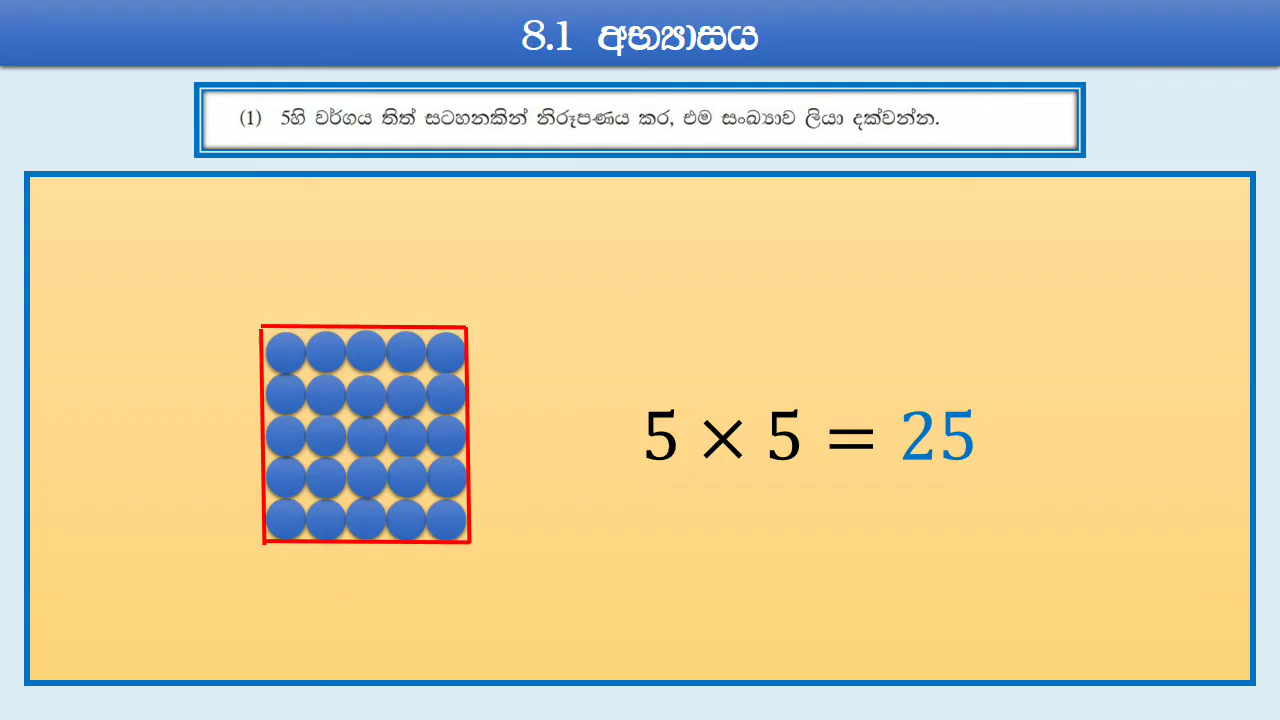 8.1 අභ්‍යාසය
(1) 5හි වර්ගය තිත් සටහනකින් නිරූපණය කර, එම සංඛ්‍යාව ලියා දක්වන්න.
5 × 5 = 25